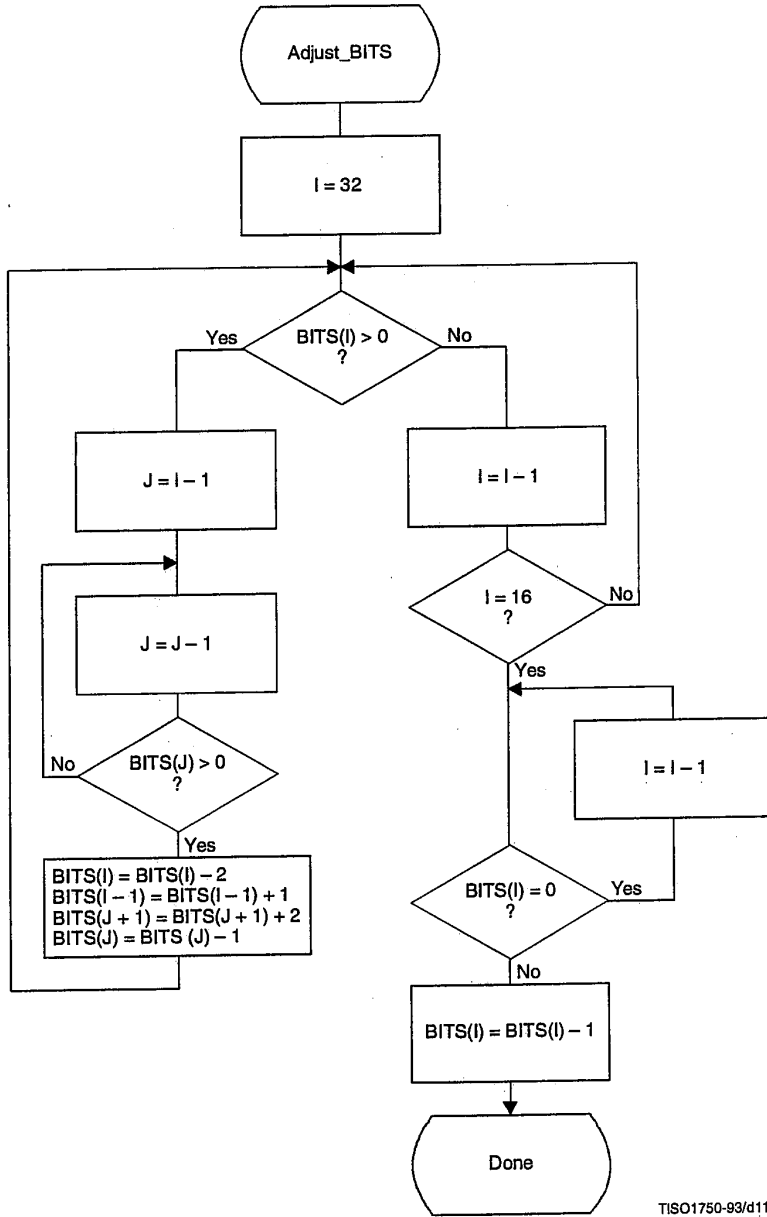 Adjust_BITS
I = 32
BITS(I) > 0
?
Yes
No
J = I – 1
I = I – 1
J = J – 1
I = 16
?
No
Yes
BITS(J) > 0
?
No
Yes
I = I – 1
BITS(I) = BITS(I) – 2
BITS(I – 1) = BITS(I – 1) + 1
BITS(J + 1) = BITS(J + 1) + 2
BITS(J) = BITS (J) – 1
BITS(I) = 0
?
Yes
No
BITS(I) = BITS(I) – 1
Done
TISO1750-93/d11